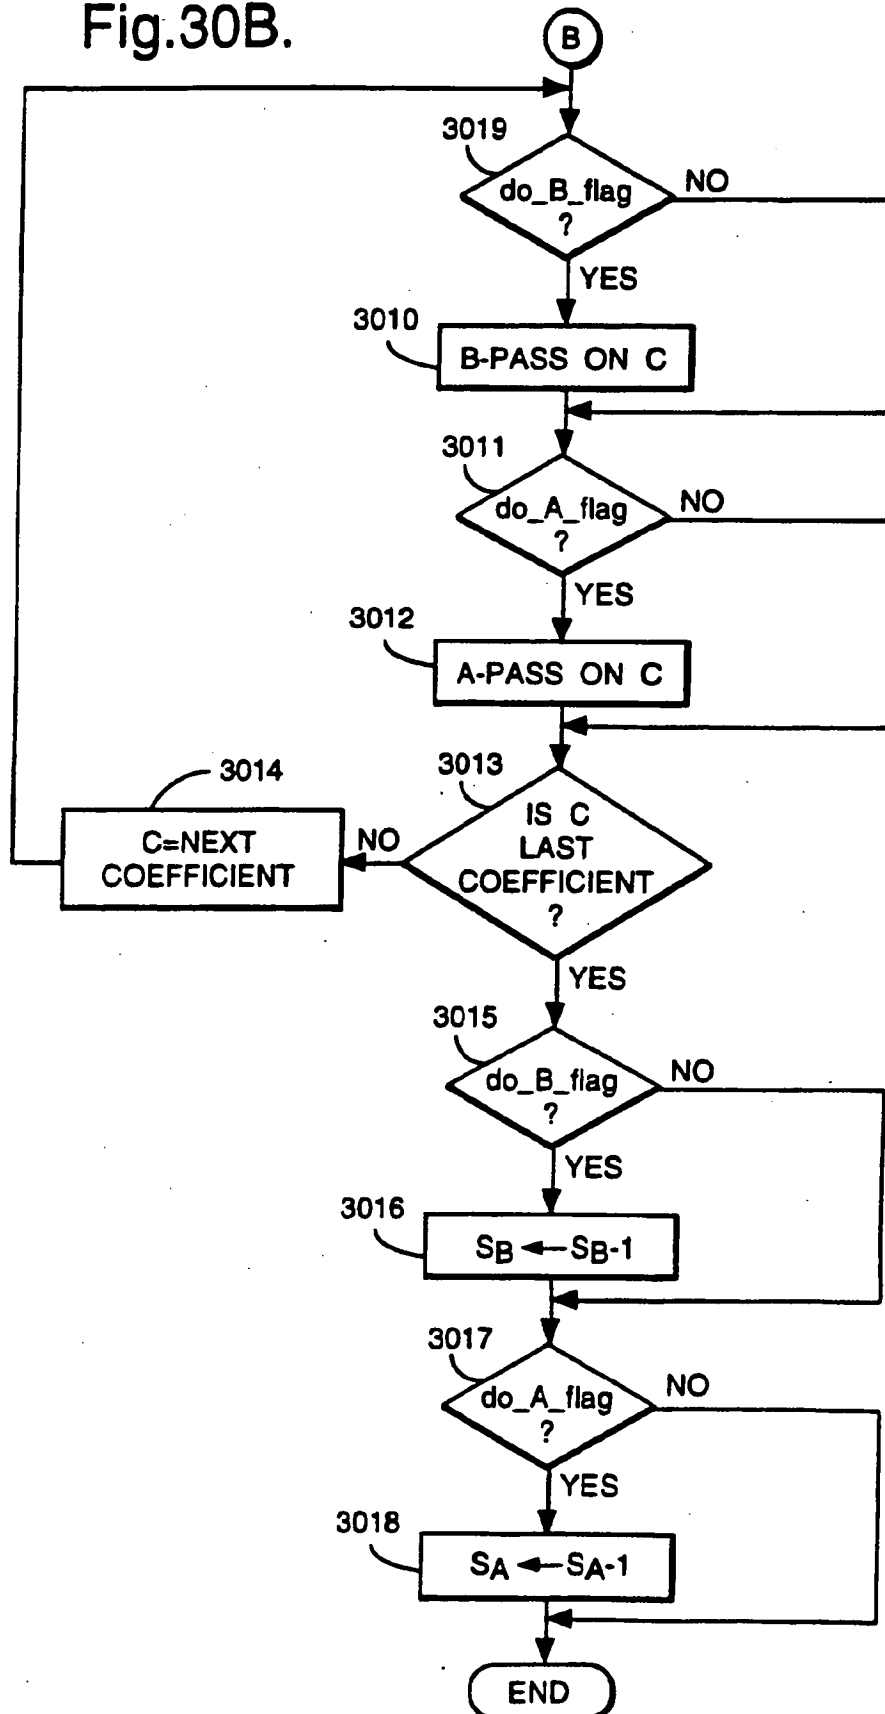 Fig.30B.
B
3019
do_B_flag
?
NO
YES
3010
B-PASS ON C
3011
do_A_flag
?
NO
YES
3012
A-PASS ON C
3014
C=NEXT
COEFFICIENT
NO
3013
IS C
LAST
COEFFICIENT
?
YES
3015
do_B_flag
?
NO
YES
3016
SB ← SB-1
3017
do_A_flag
?
NO
YES
3018
SA ← SA-1
END